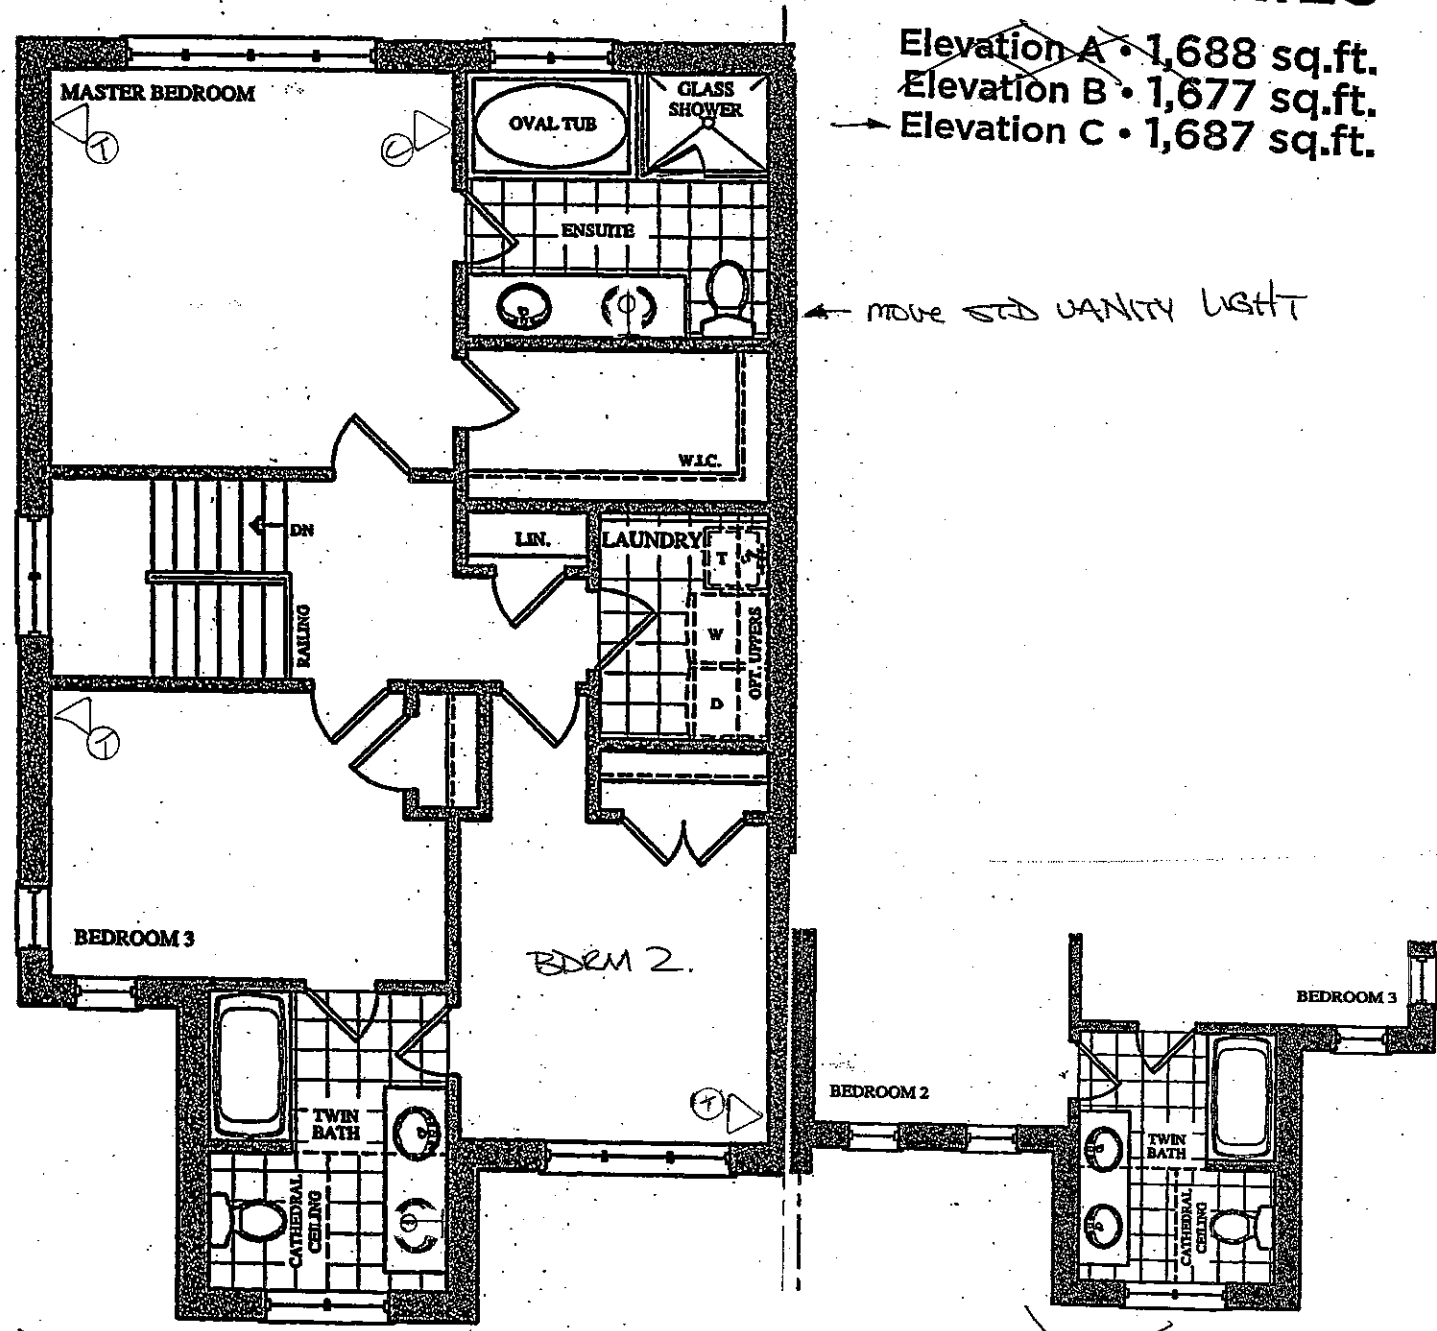 Elevation A • 1,688 sq.ft.
Elevation B • 1,677 sq.ft.
Elevation C • 1,687 sq.ft.
MASTER BEDROOM
T
C
OVAL TUB
GLASS
SHOWER
ENSUITE
move STD VANITY LIGHT
W.I.C.
DN
RAILING
LIN.
LAUNDRY
T
W
D
OPT. UPPERS
T
BEDROOM 3
BDRM 2.
T
TWIN
BATH
CATHEDRAL
CEILING
BEDROOM 3
BEDROOM 2
TWIN
BATH
CATHEDRAL
CEILING